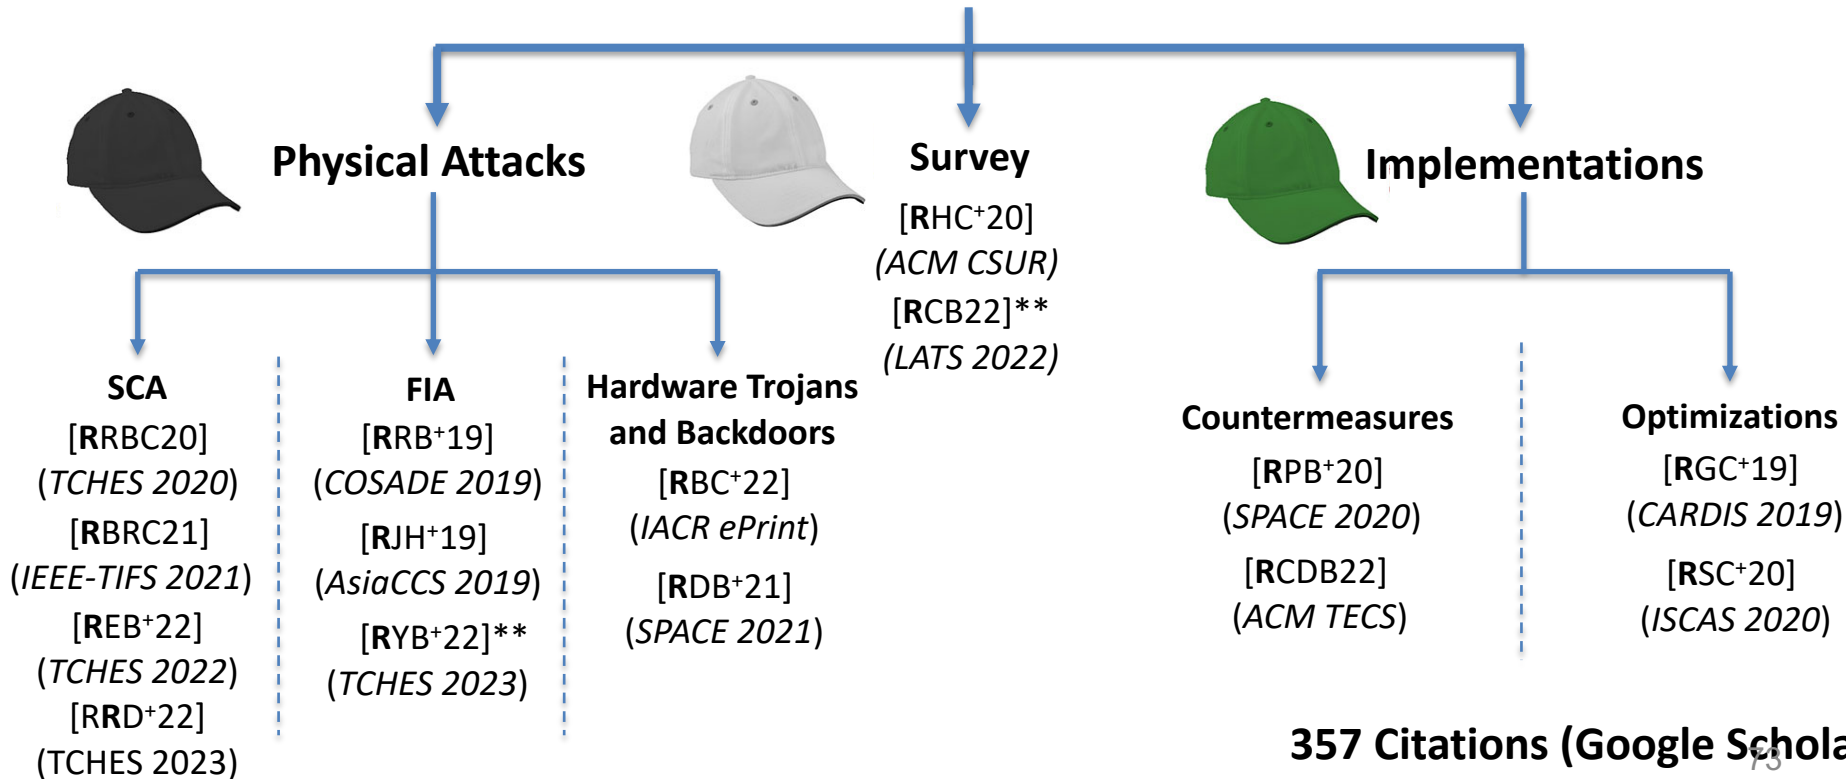 Physical Attacks
SCA
[RRBC20]
(TCHES 2020)
[RBRC21]
(IEEE-TIFS 2021)
[REB+22]
(TCHES 2022)
[RRD+22]
(TCHES 2023)
FIA
[RRB+19]
(COSADE 2019)
[RJH+19]
(AsiaCCS 2019)
[RYB+22]**
(TCHES 2023)
Hardware Trojans
and Backdoors
[RBC+22]
(IACR ePrint)
[RDB+21]
(SPACE 2021)
Survey
[RHC+20]
(ACM CSUR)
[RCB22]**
(LATS 2022)
Implementations
Countermeasures
[RPB+20]
(SPACE 2020)
[RCDB22]
(ACM TECS)
Optimizations
[RGC+19]
(CARDIS 2019)
[RSC+20]
(ISCAS 2020)
357 Citations (Google Schola
73